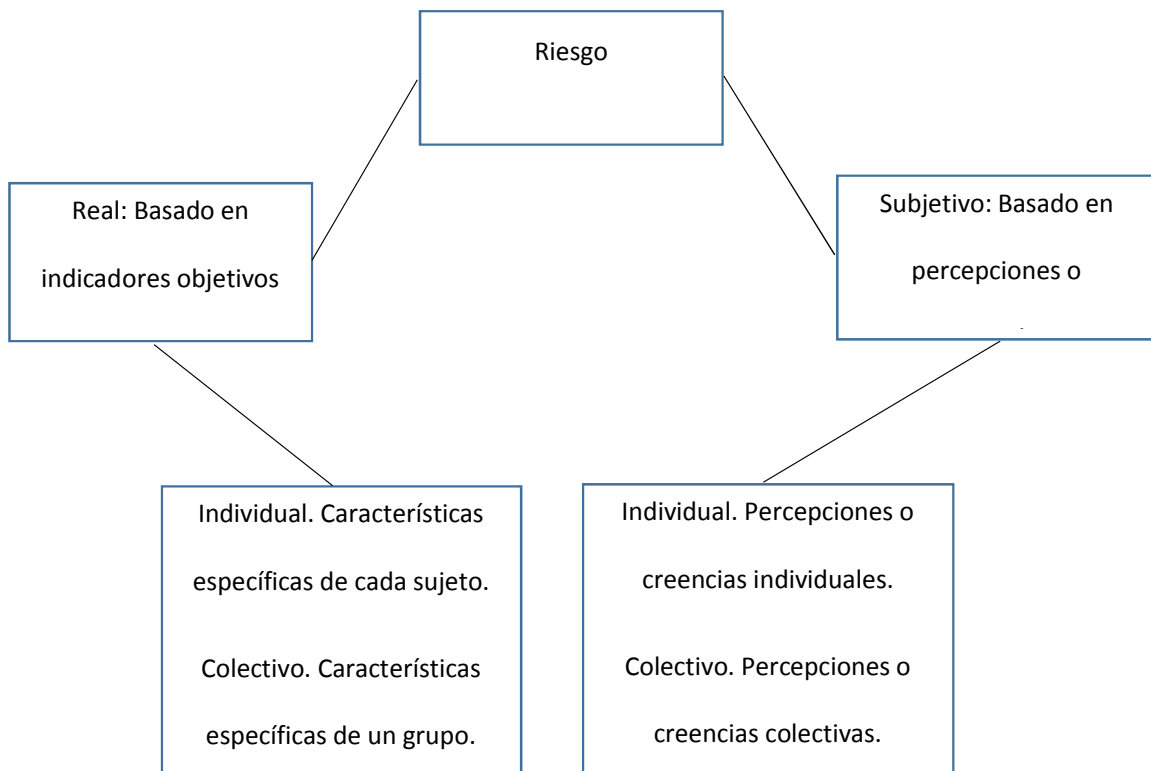 Riesgo
Real: Basado en
indicadores objetivos
Subjetivo: Basado en
percepciones o
Individual. Características
específicas de cada sujeto.
Colectivo. Características
específicas de un grupo.
Individual. Percepciones o
creencias individuales.
Colectivo. Percepciones o
creencias colectivas.